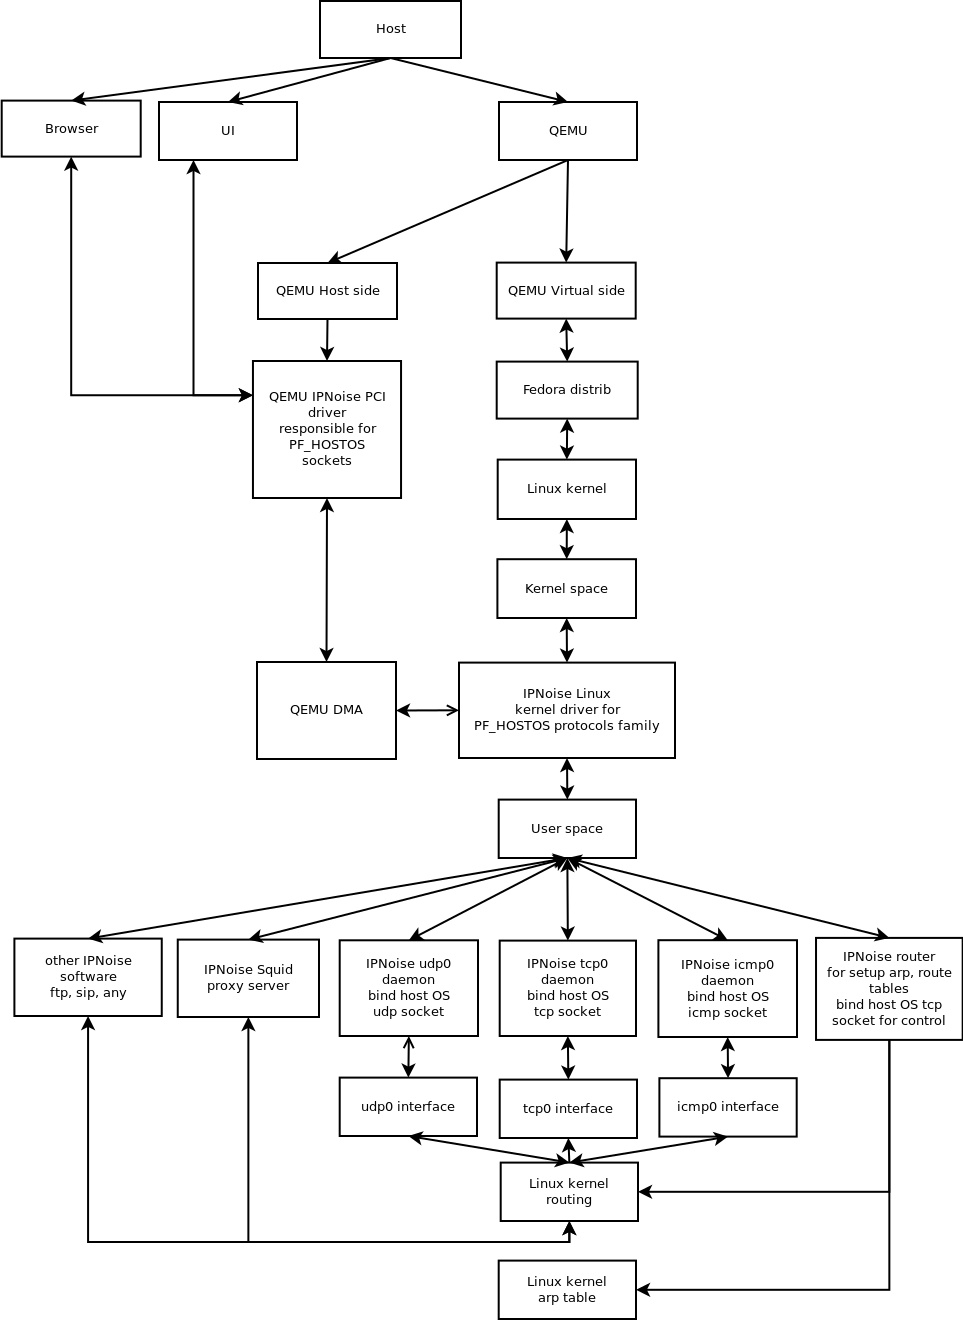 Host
Browser
UI
QEMU
QEMU Host side
QEMU Virtual side
QEMU IPNoise PCI
driver
responsible for
PF_HOSTOS
sockets
Fedora distrib
Linux kernel
Kernel space
QEMU DMA
IPNoise Linux
kernel driver for
PF_HOSTOS protocols family
User space
other IPNoise
software
ftp, sip, any
IPNoise Squid
proxy server
IPNoise udp0
daemon
bind host OS
udp socket
IPNoise tcp0
daemon
bind host OS
tcp socket
IPNoise icmp0
daemon
bind host OS
icmp socket
IPNoise router
for setup arp, route
tables
bind host OS tcp
socket for control
udp0 interface
tcp0 interface
icmp0 interface
Linux kernel
routing
Linux kernel
arp table